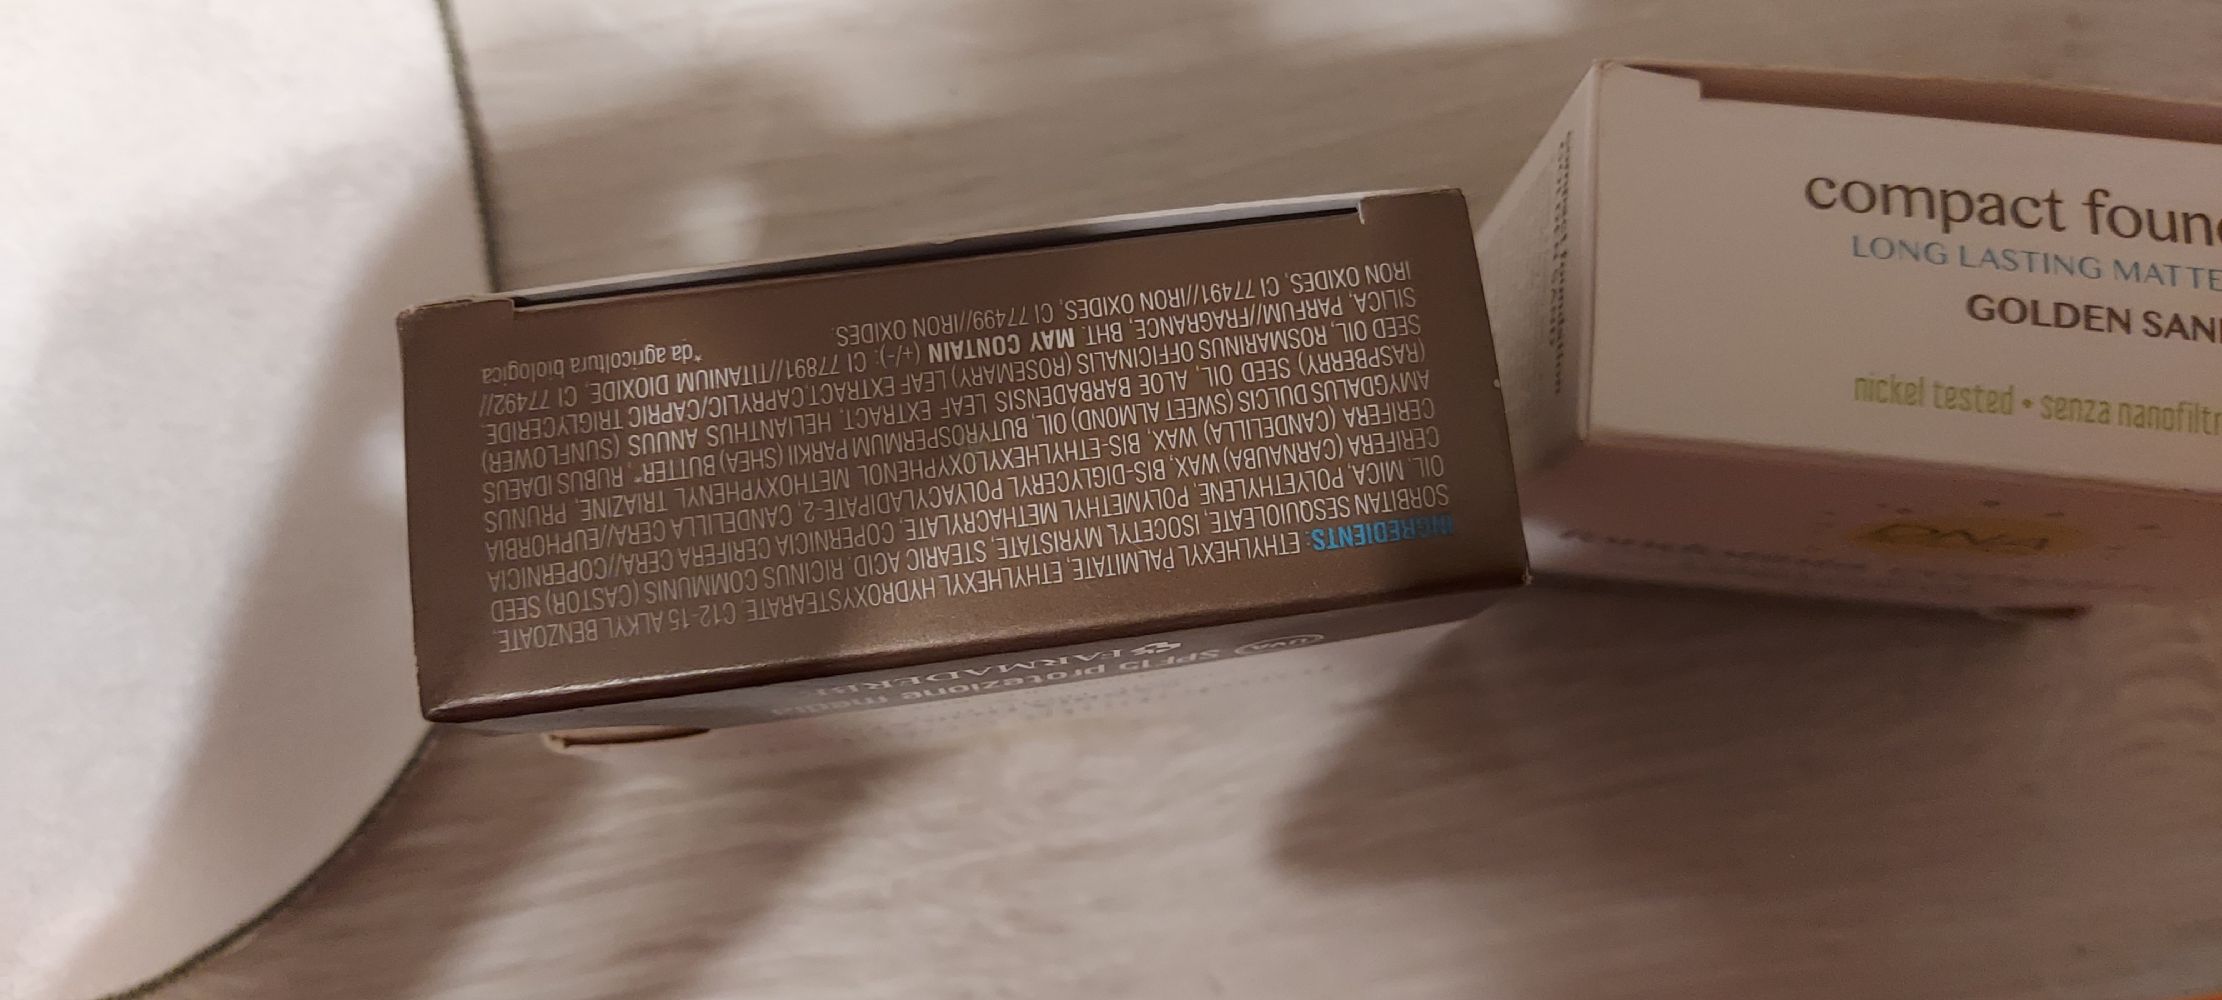 INGREDIENTS: ETHYLHEXYL PALMITATE, ETHYLHEXYL HYDROXYSTEARATE, C12-15 ALKYL BENZOATE,
SORBITAN SESQUIOLEATE, ISOCETYL MYRISTATE, STEARIC ACID, RICINUS COMMUNIS (CASTOR) SEED
OIL, MICA, POLYETHYLENE, POLYMETHYL METHACRYLATE, COPERNICIA CERIFERA CERA//COPERNICIA
CERIFERA (CARNAUBA) WAX, BIS-DIGLYCERYL POLYACYLADIPATE-2, CANDELILLA CERA//EUPHORBIA
CERIFERA (CANDELILLA) WAX, BIS-ETHYLHEXYLOXYPHENOL METHOXYPHENYL TRIAZINE, PRUNUS
AMYGDALUS DULCIS (SWEET ALMOND) OIL, BUTYROSPERMUM PARKII (SHEA) BUTTER*, RUBUS IDAEUS
(RASPBERRY) SEED OIL, ALOE BARBADENSIS LEAF EXTRACT, HELIANTHUS ANNUUS (SUNFLOWER)
SEED OIL, ROSMARINUS OFFICINALIS (ROSEMARY) LEAF EXTRACT, CAPRYLIC/CAPRIC TRIGLYCERIDE,
SILICA, PARFUM//FRAGRANCE, BHT. MAY CONTAIN (+/-): CI 77891//TITANIUM DIOXIDE, CI 77492//
IRON OXIDES, CI 77491//IRON OXIDES, CI 77499//IRON OXIDES.
*da agricoltura biologica
UVA SPF15 protezione media
FARMADERBE
compact foun
LONG LASTING MATTE
GOLDEN SAN
nickel tested • senza nanofiltr